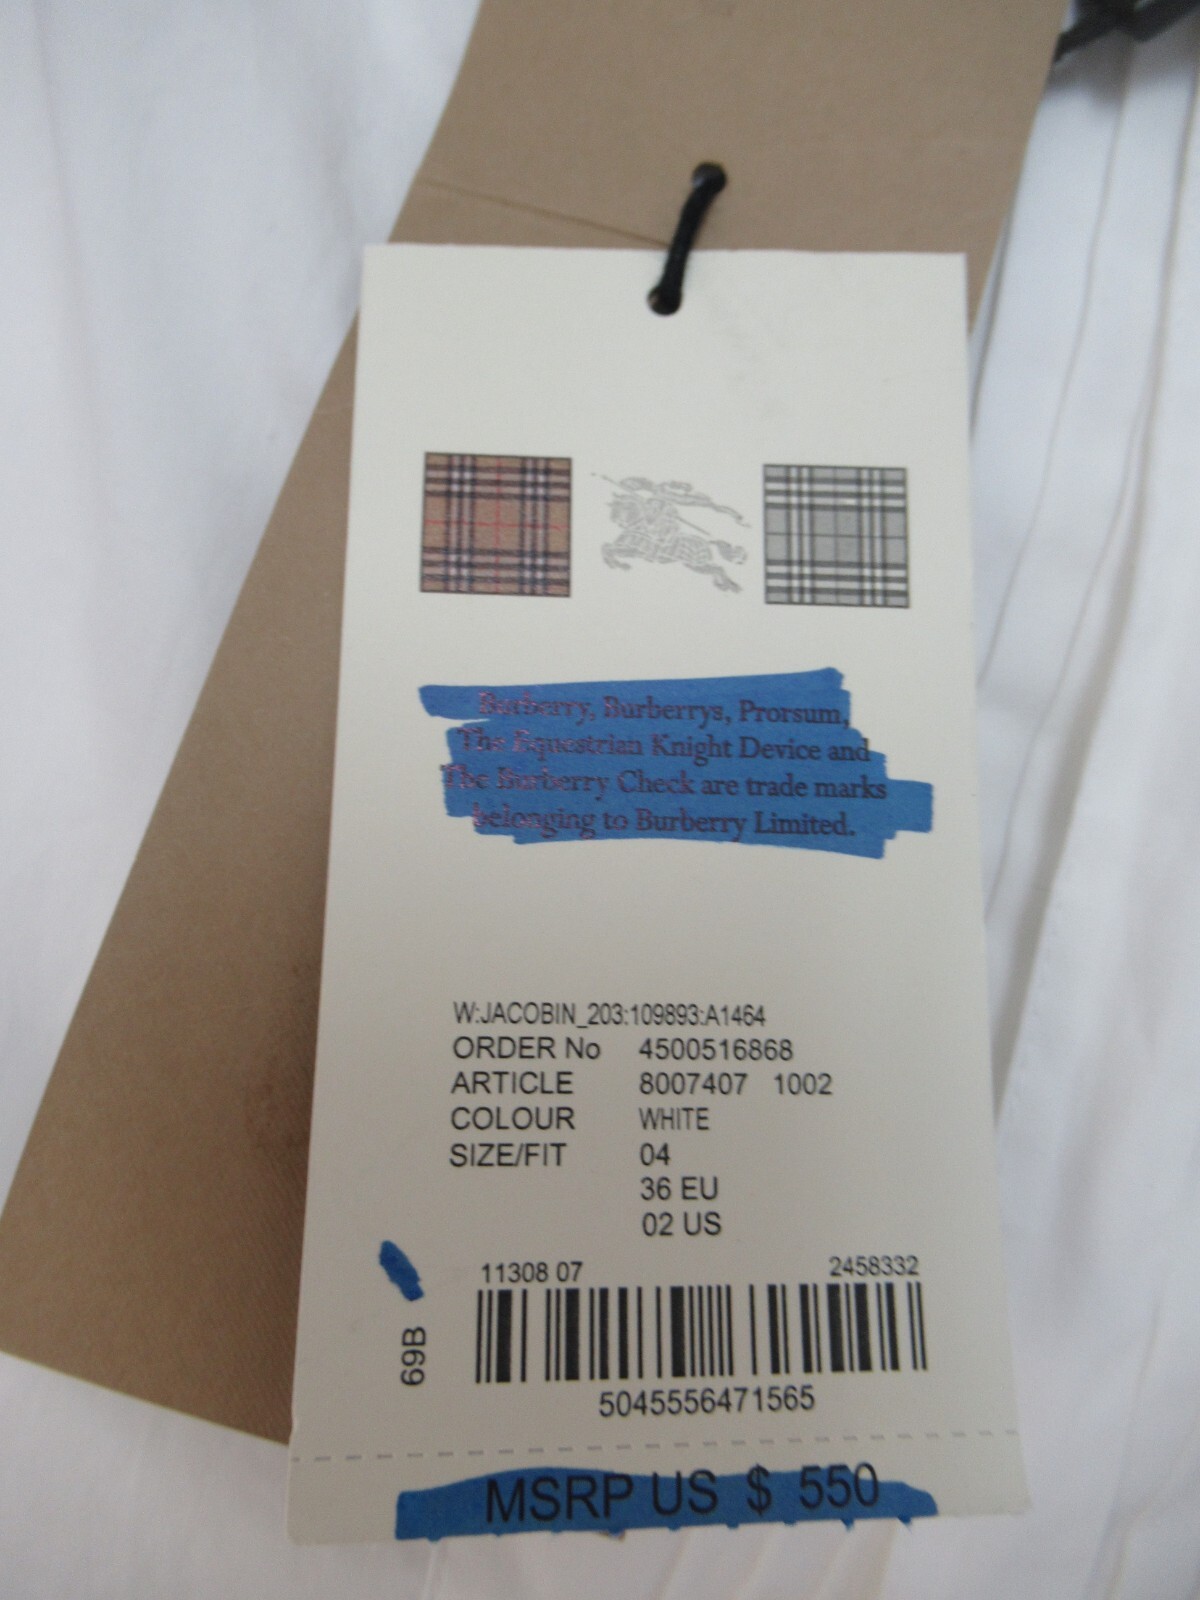 Burberry, Burberrys, Prorsum,
The Equestrian Knight Device and
The Burberry Check are trade marks
belonging to Burberry Limited.
W:JACOBIN_203:109893:A1464
ORDER No 4500516868
ARTICLE 8007407 1002
COLOUR WHITE
SIZE/FIT 04
36 EU
02 US
11308 07 2458332
69B
5045556471565
MSRP US $ 550